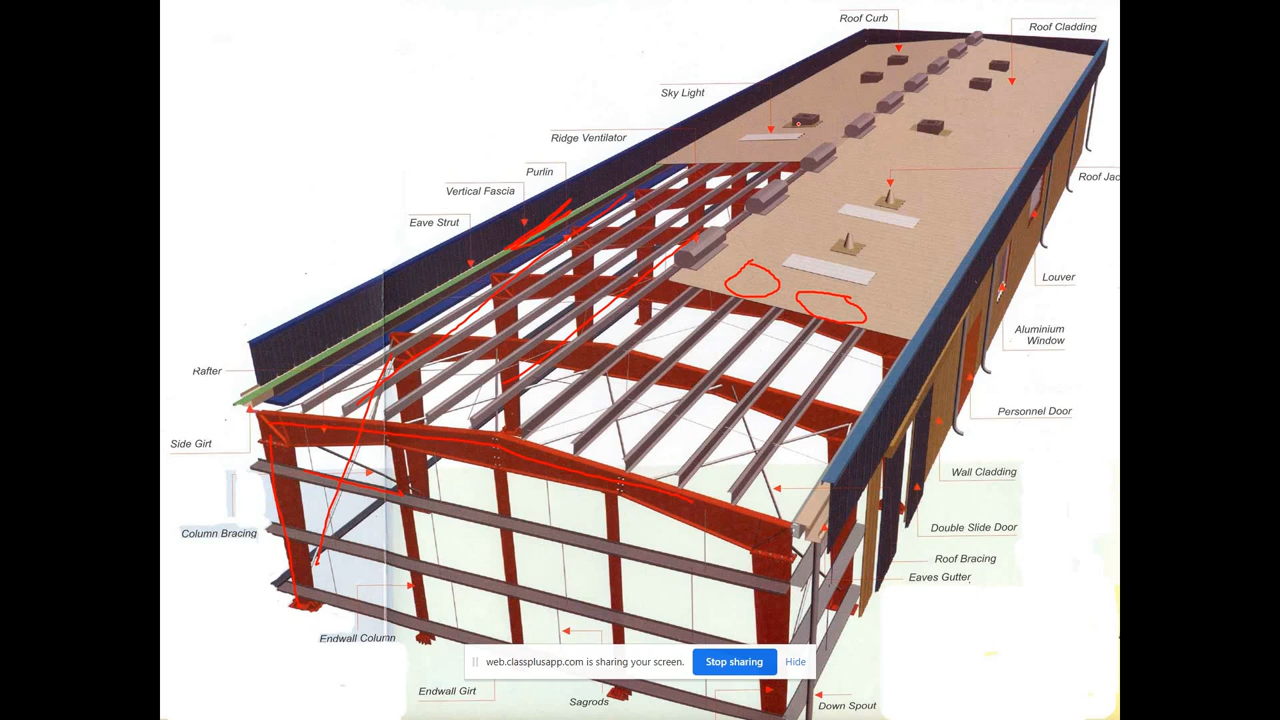 Roof Curb
Roof Cladding
Sky Light
Ridge Ventilator
Purlin
Roof Jac
Vertical Fascia
Eave Strut
Louver
Aluminium
Window
Rafter
Personnel Door
Side Girt
Wall Cladding
Column Bracing
Double Slide Door
Roof Bracing
Eaves Gutter
Endwall Column
web.classplusapp.com is sharing your screen.
Stop sharing
Hide
Endwall Girt
Sagrods
Down Spout